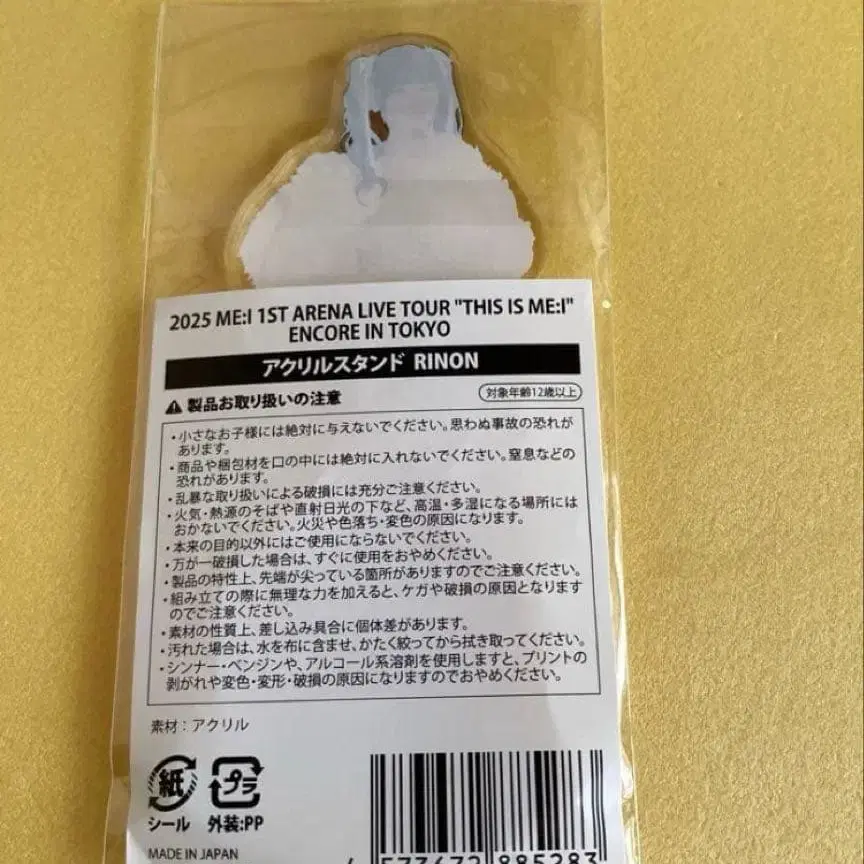 2025 ME:I 1ST ARENA LIVE TOUR "THIS IS ME:I"
ENCORE IN TOKYO
アクリルスタンド RINON
製品お取り扱いの注意
対象年齢12歳以上
・小さなお子様には絶対に与えないでください。思わぬ事故の恐れが
あります。
・商品や梱包材を口の中には絶対に入れないでください。窒息などの
恐れがあります。
・乱暴な取り扱いによる破損には充分ご注意ください。
・火気・熱源のそばや直射日光の下など、高温・多湿になる場所には
おかないでください。火災や色落ち・変色の原因になります。
・本来の目的以外にはご使用にならないでください。
・万が一破損した場合は、すぐに使用をおやめください。
・製品の特性上、先端が尖っている箇所がありますのでご注意ください。
・組み立ての際に無理な力を加えると、ケガや破損の原因となります
のでご注意ください。
・素材の性質上、差し込み具合に個体差があります。
・汚れた場合は、水を布に含ませ、かたく絞ってから拭き取ってください。
・シンナー・ベンジンや、アルコール系溶剤を使用しますと、プリントの
剥がれや変色・変形・破損の原因になりますのでおやめください。
素材：アクリル
紙 プラ
シール 外装:PP
MADE IN JAPAN